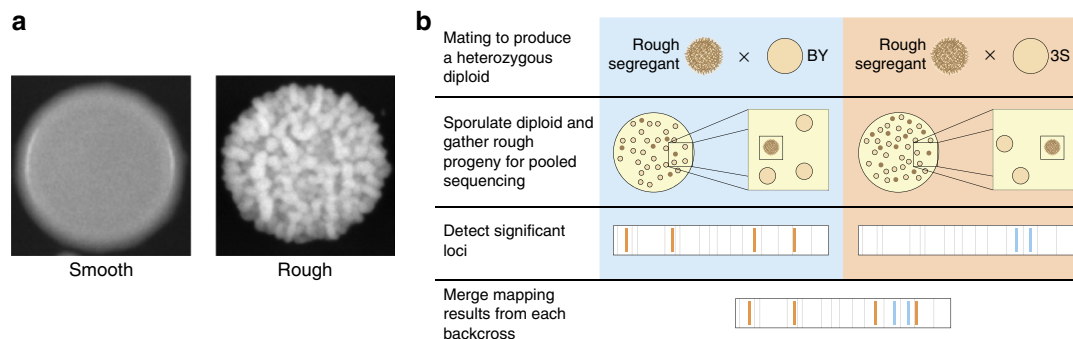 a
Smooth
Rough
b
Mating to produce
a heterozygous
diploid
Rough
segregant
×
BY
Rough
segregant
×
3S
Sporulate diploid and
gather rough
progeny for pooled
sequencing
Detect significant
loci
Merge mapping
results from each
backcross